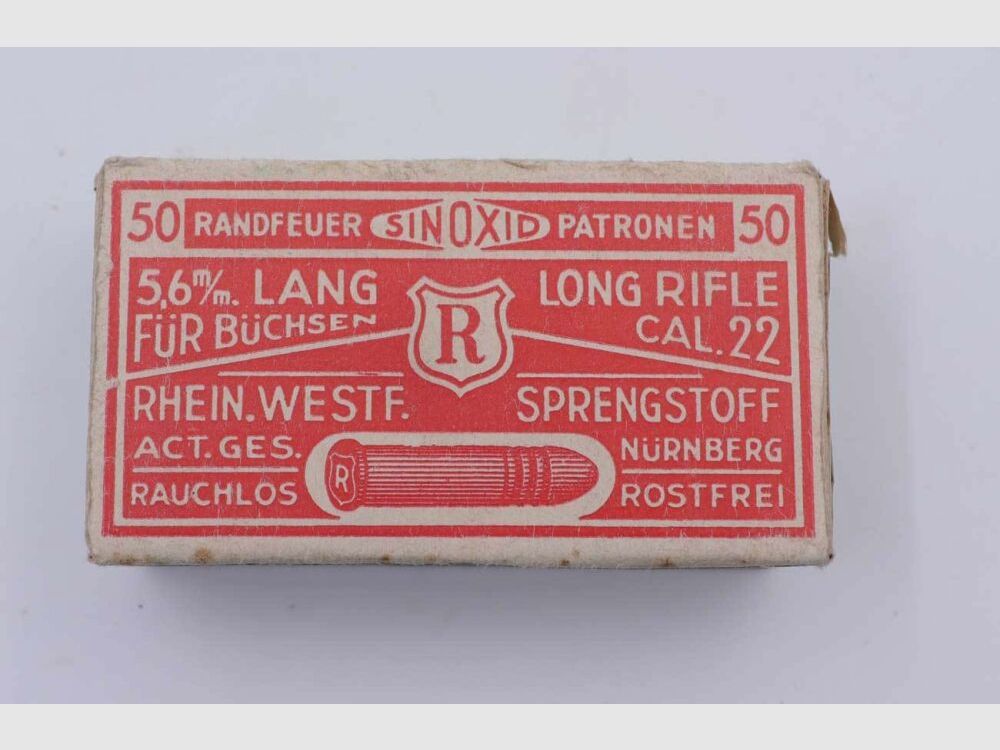 50 RANDFEUER SINOXID PATRONEN 50
5,6 m/m. LANG
FÜR BÜCHSEN
R
LONG RIFLE
CAL. 22
RHEIN. WESTF. SPRENGSTOFF
ACT. GES. NÜRNBERG
R
RAUCHLOS ROSTFREI